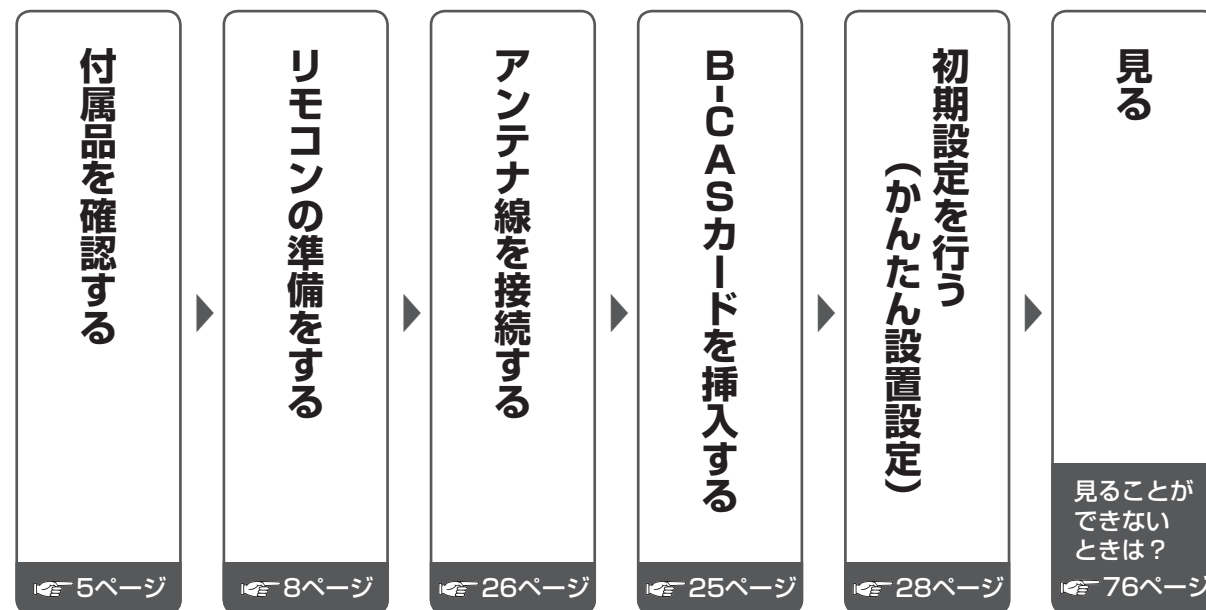 付属品を確認する
☞5ページ
リモコンの準備をする
☞8ページ
アンテナ線を接続する
☞26ページ
B-CASカードを挿入する
☞25ページ
初期設定を行う
(かんたん設置設定)
☞28ページ
見る
見ることが
できない
ときは?
☞76ページ